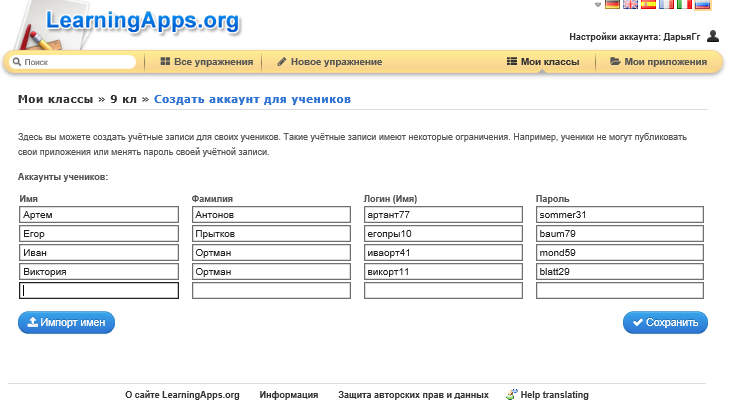 LearningApps.org
Настройки аккаунта: ДарьяГг
Поиск
Все упражнения
Новое упражнение
Мои классы
Мои приложения
Мои классы » 9 кл » Создать аккаунт для учеников
Здесь вы можете создать учётные записи для своих учеников. Такие учётные записи имеют некоторые ограничения. Например, ученики не могут публиковать
свои приложения или менять пароль своей учётной записи.
Аккаунты учеников:
Имя Фамилия Логин (Имя) Пароль
Артем Антонов артант77 sommer31
Егор Прытков егопры10 baum79
Иван Ортман иваорт41 mond59
Виктория Ортман викорт11 blatt29
Импорт имен
Сохранить
О сайте LearningApps.org Информация Защита авторских прав и данных Help translating